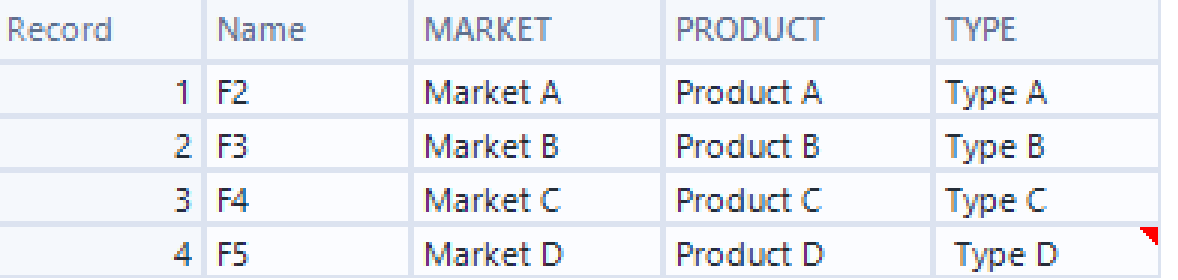 Record Name MARKET PRODUCT TYPE
1 F2 Market A Product A Type A
2 F3 Market B Product B Type B
3 F4 Market C Product C Type C
4 F5 Market D Product D Type D